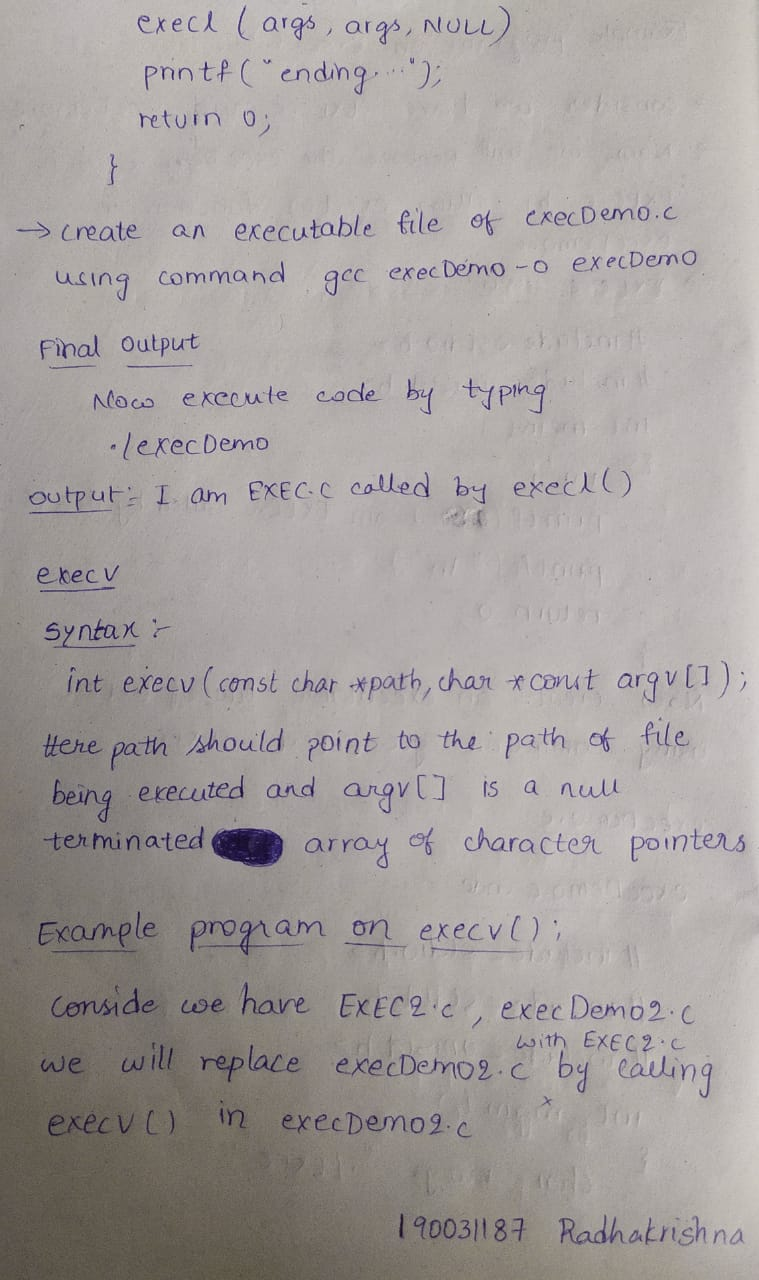 execl (args, args, NULL)
printf("ending....");
return 0;
}
→ create an executable file of execDemo.c
using command gcc execDemo -o execDemo
Final output
Now execute code by typing
./execDemo
output:- I am EXEC.C called by execl()
execv
syntax :-
int execv(const char *path, char *const argv[]);
Here path should point to the path of file
being executed and argv[] is a null
terminated array of character pointers
Example program on execv();
Conside we have EXEC2.c, execDemo2.c
with EXEC2.c
we will replace execDemo2.c by calling
x
execv() in execDemo2.c
190031187 Radhakrishna